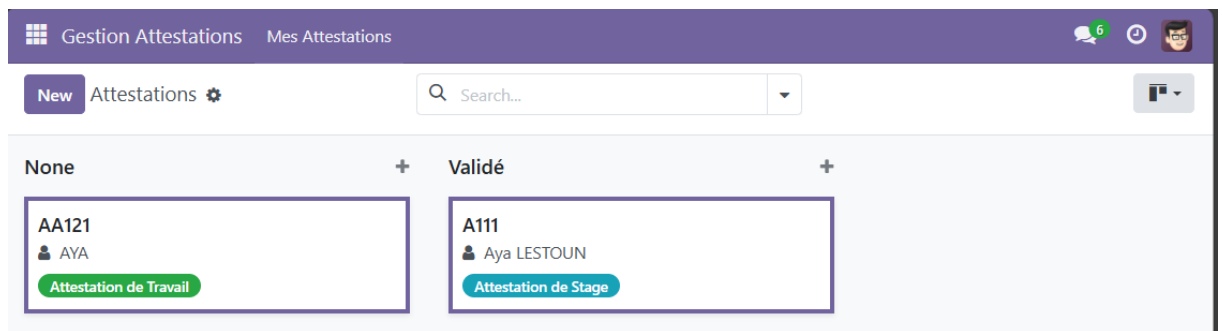 Gestion Attestations Mes Attestations 6
New Attestations Search...
None Validé
AA121
AYA
Attestation de Travail
A111
Aya LESTOUN
Attestation de Stage